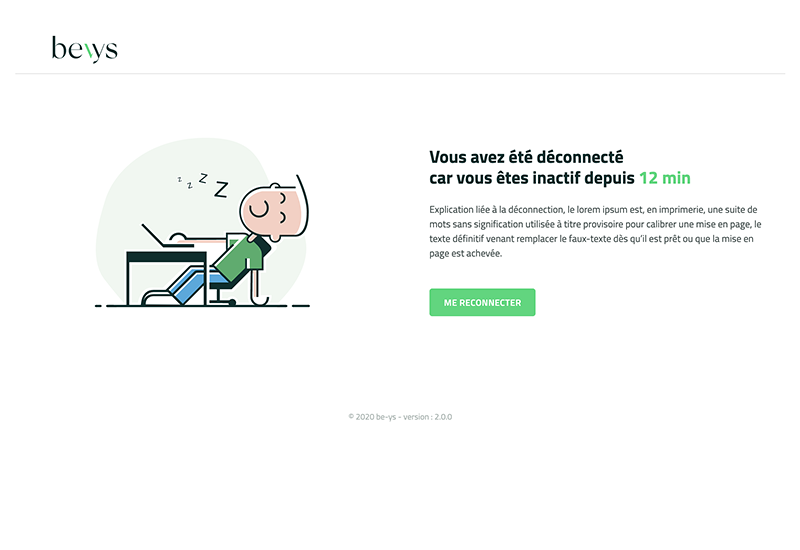 be-ys
z
z
z
Z
Vous avez été déconnecté
car vous êtes inactif depuis 12 min
Explication liée à la déconnection, le lorem ipsum est, en imprimerie, une suite de
mots sans signification utilisée à titre provisoire pour calibrer une mise en page, le
texte définitif venant remplacer le faux-texte dès qu'il est prêt ou que la mise en
page est achevée.
ME RECONNECTER
© 2020 be-ys - version : 2.0.0